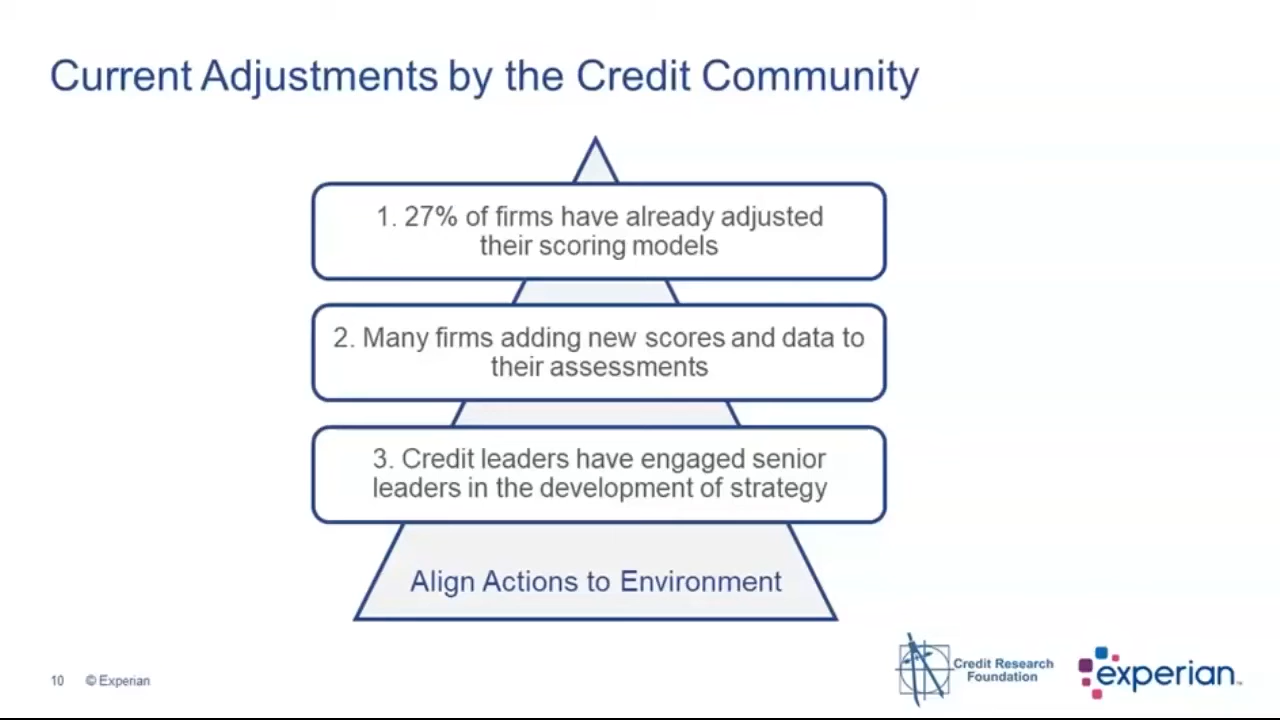 Current Adjustments by the Credit Community
1. 27% of firms have already adjusted
their scoring models
2. Many firms adding new scores and data to
their assessments
3. Credit leaders have engaged senior
leaders in the development of strategy
Align Actions to Environment
10 © Experian
Credit Research
Foundation
experian™